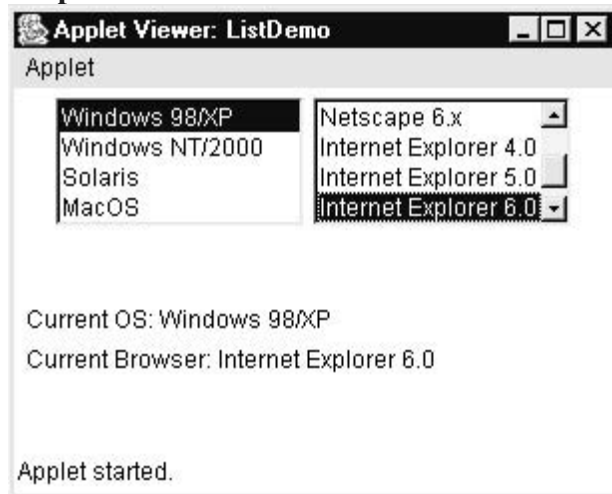 Applet Viewer: ListDemo
Applet
Windows 98/XP
Windows NT/2000
Solaris
MacOS
Netscape 6.x
Internet Explorer 4.0
Internet Explorer 5.0
Internet Explorer 6.0
Current OS: Windows 98/XP
Current Browser: Internet Explorer 6.0
Applet started.